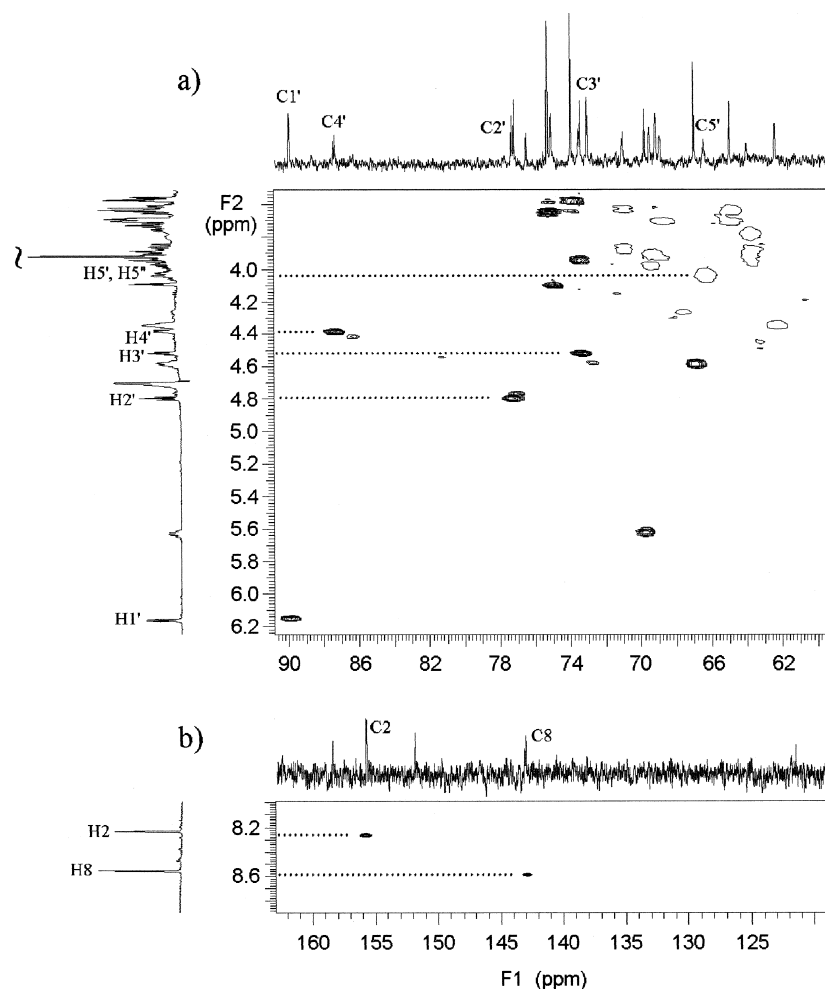 a)
C1'
C4'
C2'
C3'
C5'
F2
(ppm)
H5', H5"
H4'
H3'
H2'
H1'
4.0
4.2
4.4
4.6
4.8
5.0
5.2
5.4
5.6
5.8
6.0
6.2
90 86 82 78 74 70 66 62
b)
C2
C8
H2
H8
8.2
8.6
160 155 150 145 140 135 130 125
F1 (ppm)